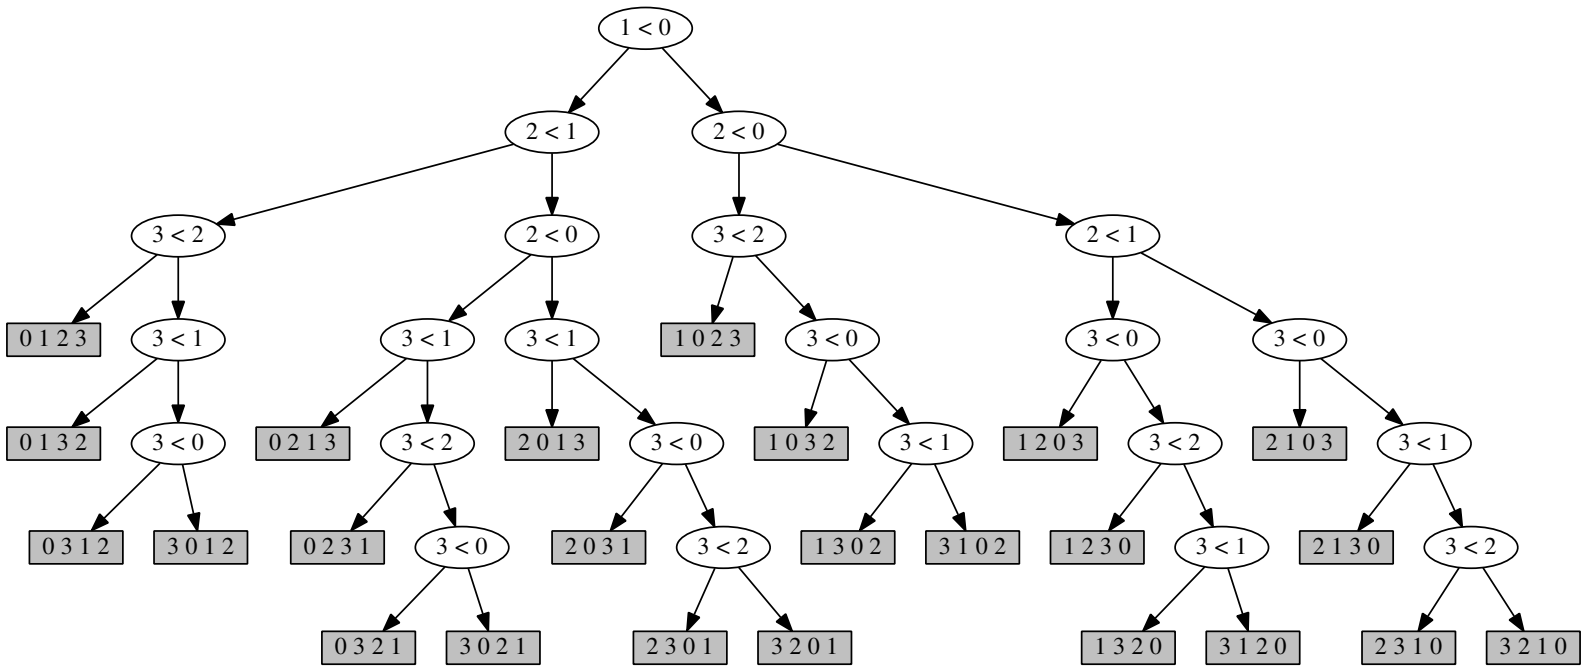 1 < 0
2 < 1
2 < 0
3 < 2
2 < 0
3 < 2
2 < 1
0 1 2 3
3 < 1
3 < 1
3 < 1
1 0 2 3
3 < 0
3 < 0
3 < 0
0 1 3 2
3 < 0
0 2 1 3
3 < 2
2 0 1 3
3 < 0
1 0 3 2
3 < 1
1 2 0 3
3 < 2
2 1 0 3
3 < 1
0 3 1 2
3 0 1 2
0 2 3 1
3 < 0
2 0 3 1
3 < 2
1 3 0 2
3 1 0 2
1 2 3 0
3 < 1
2 1 3 0
3 < 2
0 3 2 1
3 0 2 1
2 3 0 1
3 2 0 1
1 3 2 0
3 1 2 0
2 3 1 0
3 2 1 0